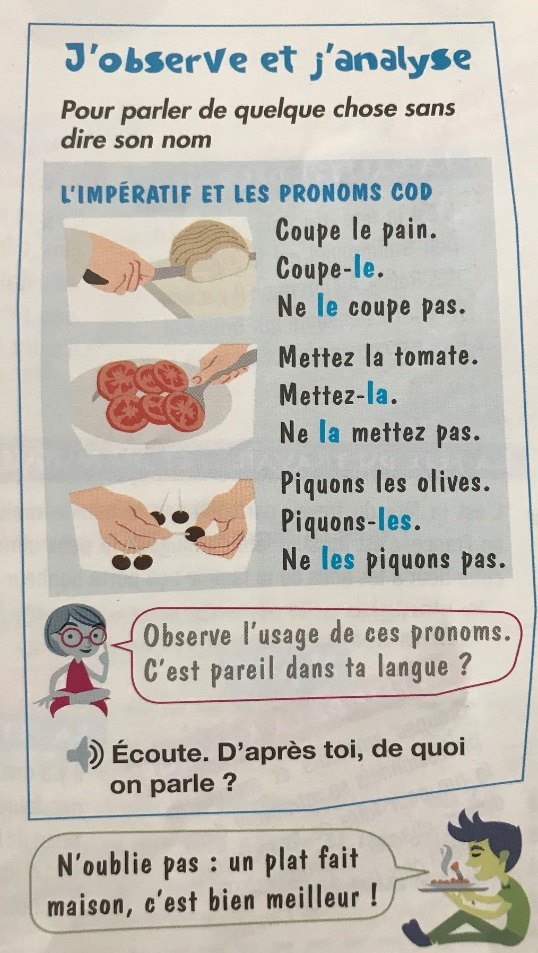 J'observe et j'analyse
Pour parler de quelque chose sans
dire son nom
L'IMPÉRATIF ET LES PRONOMS COD
Coupe le pain.
Coupe-le.
Ne le coupe pas.
Mettez la tomate.
Mettez-la.
Ne la mettez pas.
Piquons les olives.
Piquons-les.
Ne les piquons pas.
Observe l'usage de ces pronoms.
C'est pareil dans ta langue ?
Écoute. D'après toi, de quoi
on parle ?
N'oublie pas : un plat fait
maison, c'est bien meilleur !